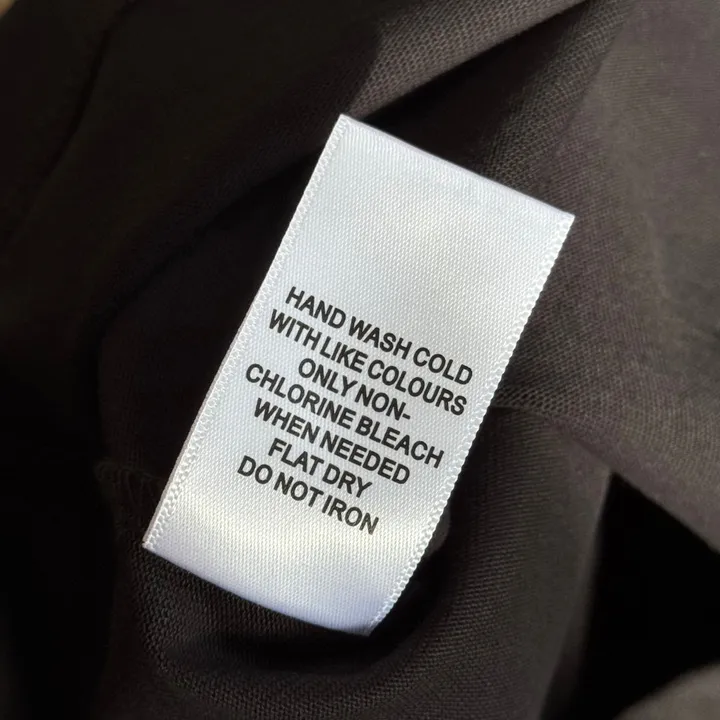 HAND WASH COLD
WITH LIKE COLOURS
ONLY NON-
CHLORINE BLEACH
WHEN NEEDED
FLAT DRY
DO NOT IRON